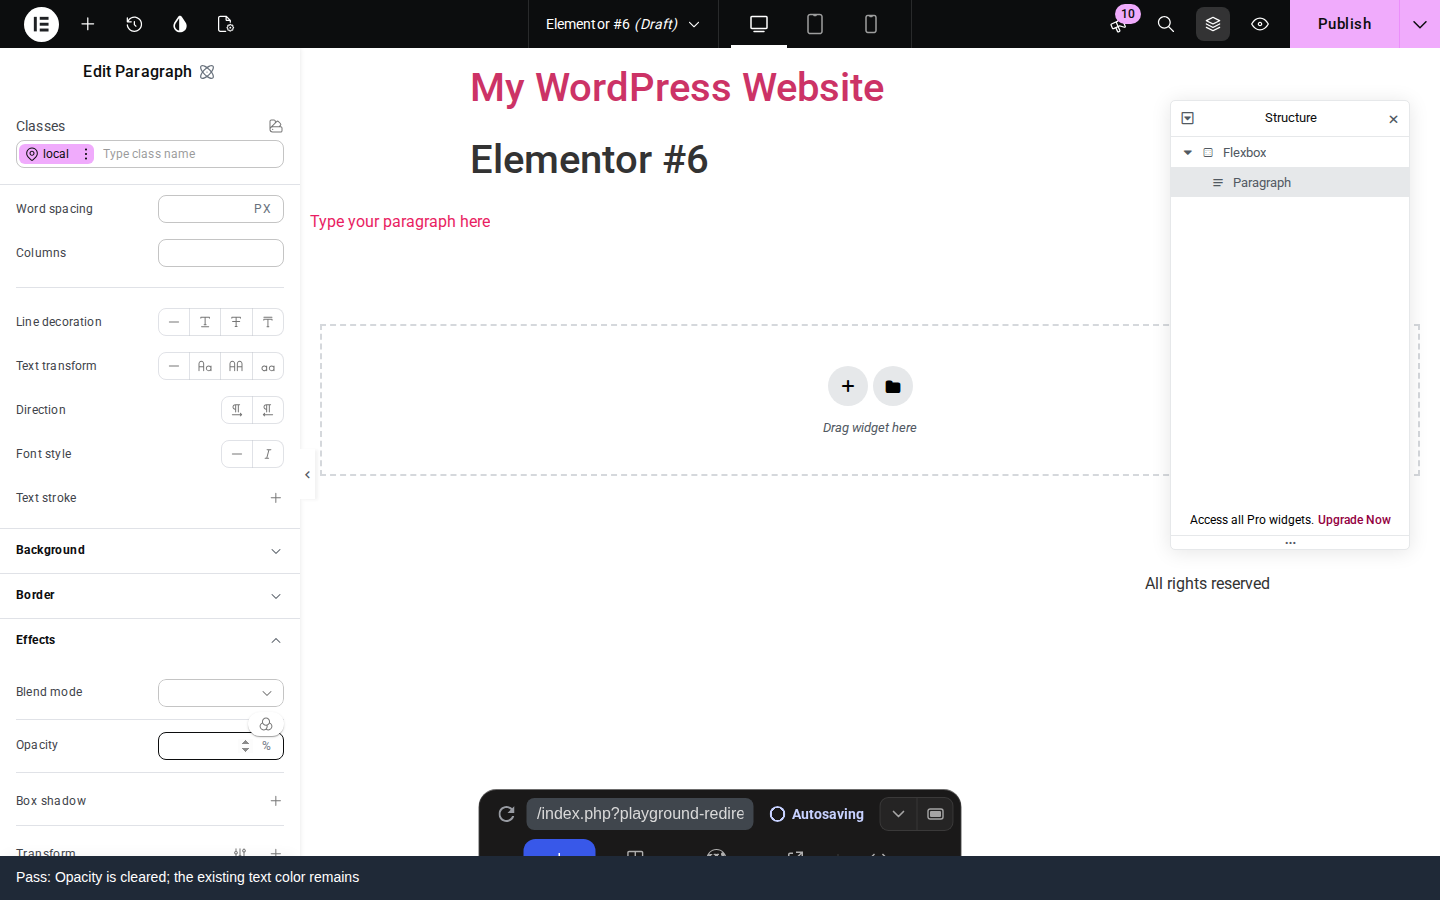 Elementor #6 (Draft)
10
Publish
Edit Paragraph
Classes
local
Type class name
Word spacing
PX
Columns
Line decoration
Text transform
Direction
Font style
Text stroke
Background
Border
Effects
Blend mode
Opacity
%
Box shadow
Transform
My WordPress Website
Elementor #6
Type your paragraph here
Drag widget here
Structure
Flexbox
Paragraph
Access all Pro widgets. Upgrade Now
All rights reserved
/index.php?playground-redire
Autosaving
Pass: Opacity is cleared; the existing text color remains